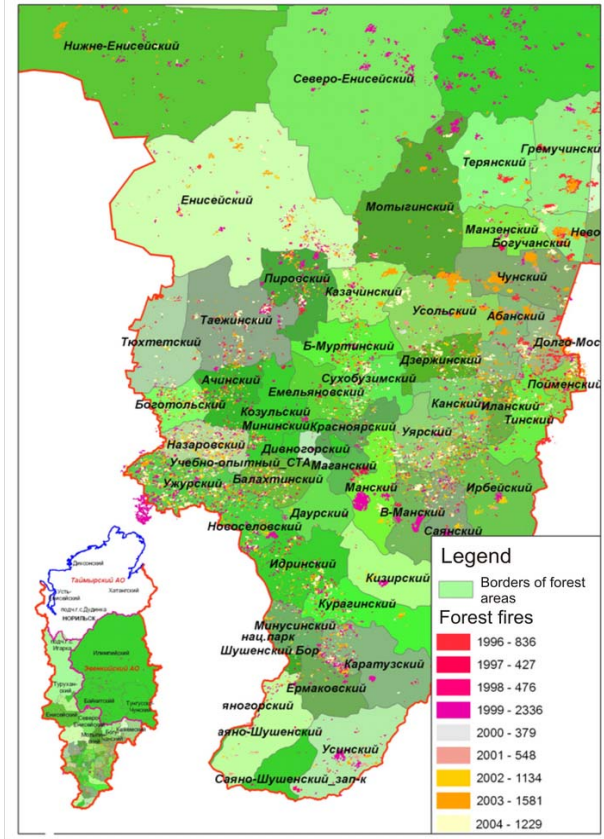 Нижне-Енисейский
Северо-Енисейский
Гремучински
Терянский
Енисейский
Мотыгинский
Манзенский
Нево
Богучанский
Чунский
Пировский
Казачинский
Усольский
Абанский
Таежинский
Тюхтетский
Б-Муртинский
Долго-Мос
Дзержинский
Ачинский
Сухобузимский
Пойменский
Емельяновский
Боготольский
Козульский
Канский
Иланский
Мининский
Красноярский
Тинский
Уярский
Назаровский
Дивногорский
Учебно-опытный_СТА
Маганский
Ужурский
Балахтинский
Манский
Ирбейский
Даурский
В-Манский
Новоселовский
Саянский
Идринский
Кизирский
Курагинский
Минусинский
нац.парк
Шушенский Бор
Каратузский
Ермаковский
яногорский
аяно-Шушенский
Усинский
Саяно-Шушенский_зап-к
Диксонский
Таймырский АО
Хатангский
НОРИЛЬСК
Игарка
Эвенкийский АО
Илимпийский
Байкитский
Legend
Borders of forest
areas
Forest fires
1996 - 836
1997 - 427
1998 - 476
1999 - 2336
2000 - 379
2001 - 548
2002 - 1134
2003 - 1581
2004 - 1229